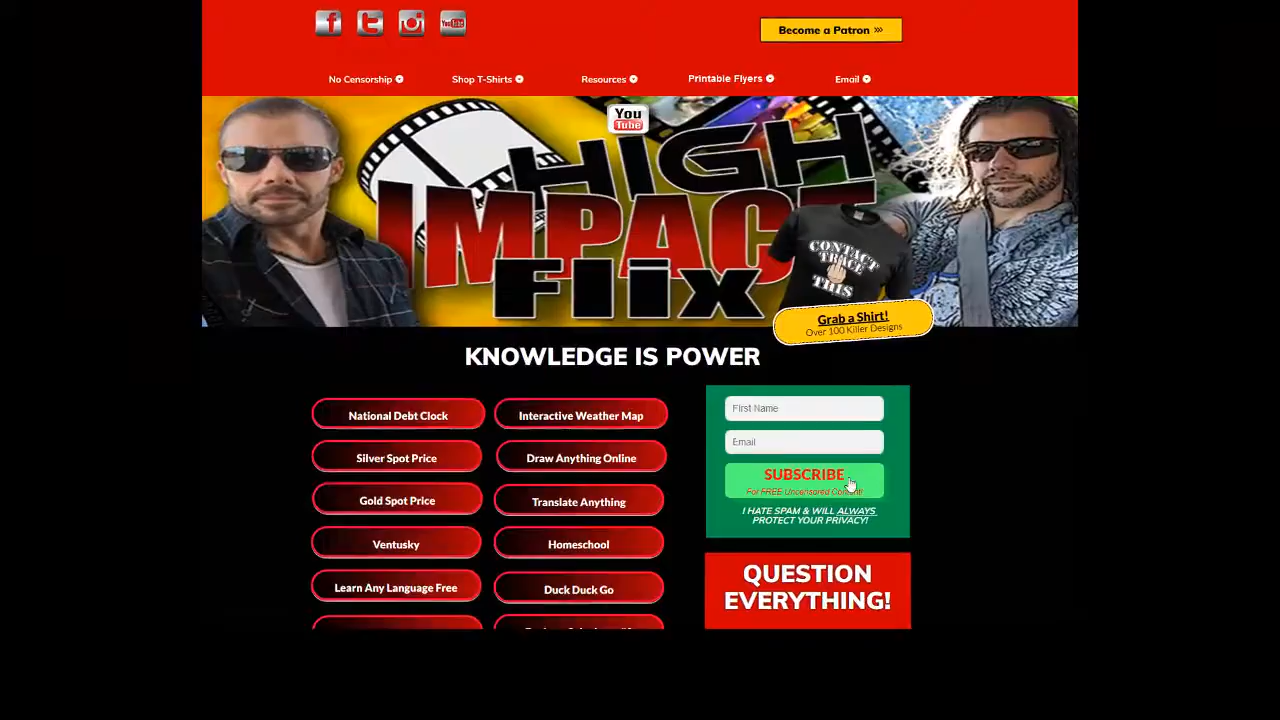 f t YouTube
Become a Patron »
No Censorship
Shop T-Shirts
Resources
Printable Flyers
Email
You
Tube
HIGH
IMPACT
Flix
CONTACT
TRACE
THIS
Grab a Shirt!
Over 100 Killer Designs
KNOWLEDGE IS POWER
National Debt Clock
Interactive Weather Map
Silver Spot Price
Draw Anything Online
Gold Spot Price
Translate Anything
Ventusky
Homeschool
Learn Any Language Free
Duck Duck Go
First Name
Email
SUBSCRIBE
For FREE Uncensored Content!
I HATE SPAM & WILL ALWAYS
PROTECT YOUR PRIVACY!
QUESTION
EVERYTHING!